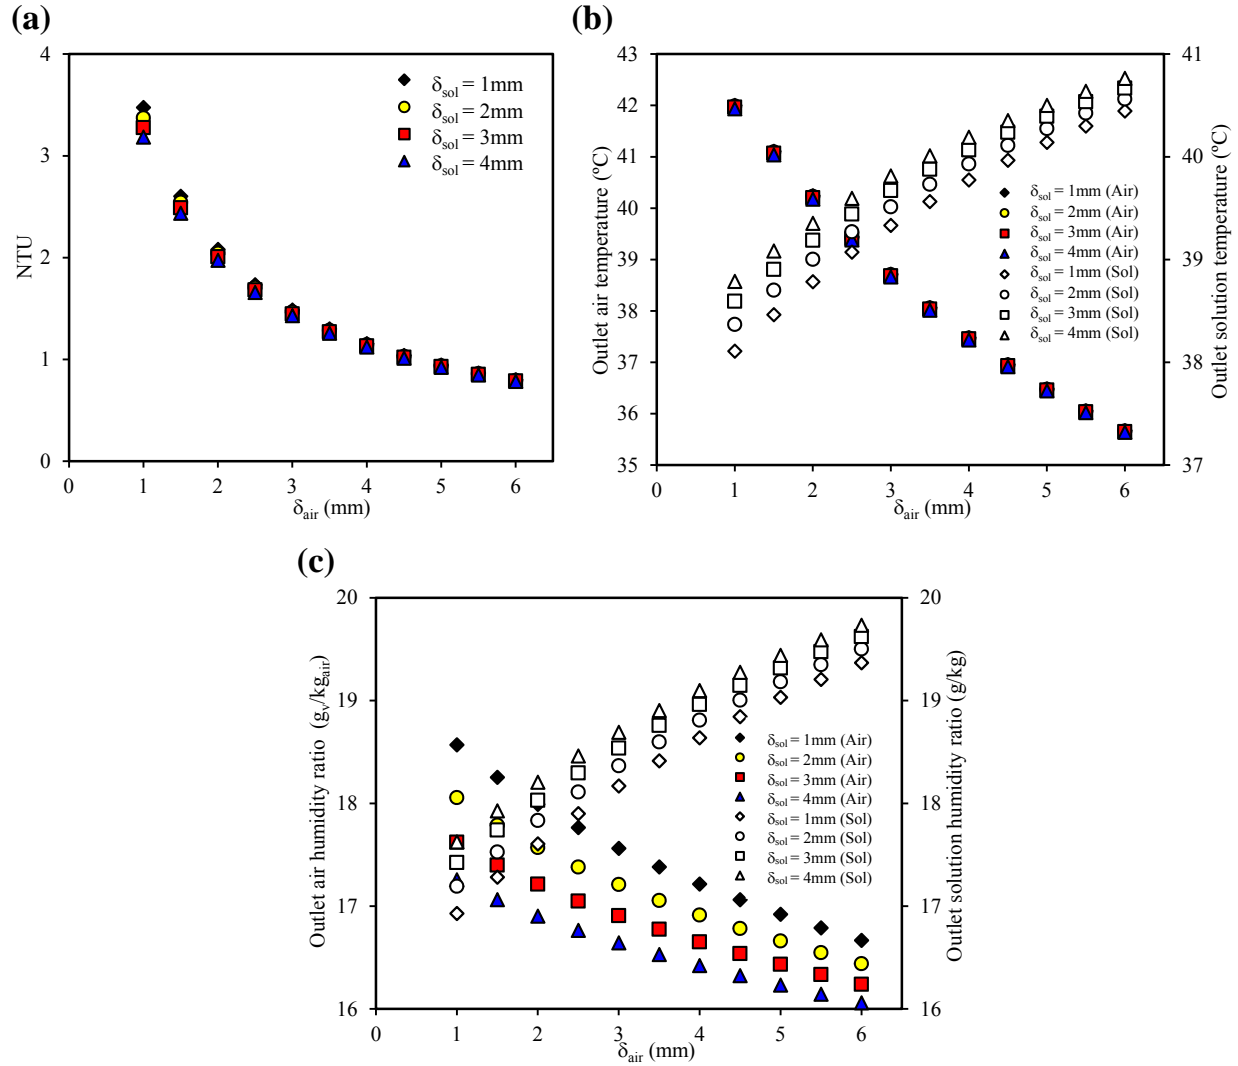 (a)
4
3
2
1
0
NTU
0 1 2 3 4 5 6
δair (mm)
δsol = 1mm
δsol = 2mm
δsol = 3mm
δsol = 4mm
(b)
43
42
41
40
39
38
37
36
35
Outlet air temperature (ºC)
0 1 2 3 4 5 6
δair (mm)
41
40
39
38
37
Outlet solution temperature (ºC)
δsol = 1mm (Air)
δsol = 2mm (Air)
δsol = 3mm (Air)
δsol = 4mm (Air)
δsol = 1mm (Sol)
δsol = 2mm (Sol)
δsol = 3mm (Sol)
δsol = 4mm (Sol)
(c)
20
19
18
17
16
Outlet air humidity ratio (gv/kgair)
0 1 2 3 4 5 6
δair (mm)
20
19
18
17
16
Outlet solution humidity ratio (g/kg)
δsol = 1mm (Air)
δsol = 2mm (Air)
δsol = 3mm (Air)
δsol = 4mm (Air)
δsol = 1mm (Sol)
δsol = 2mm (Sol)
δsol = 3mm (Sol)
δsol = 4mm (Sol)